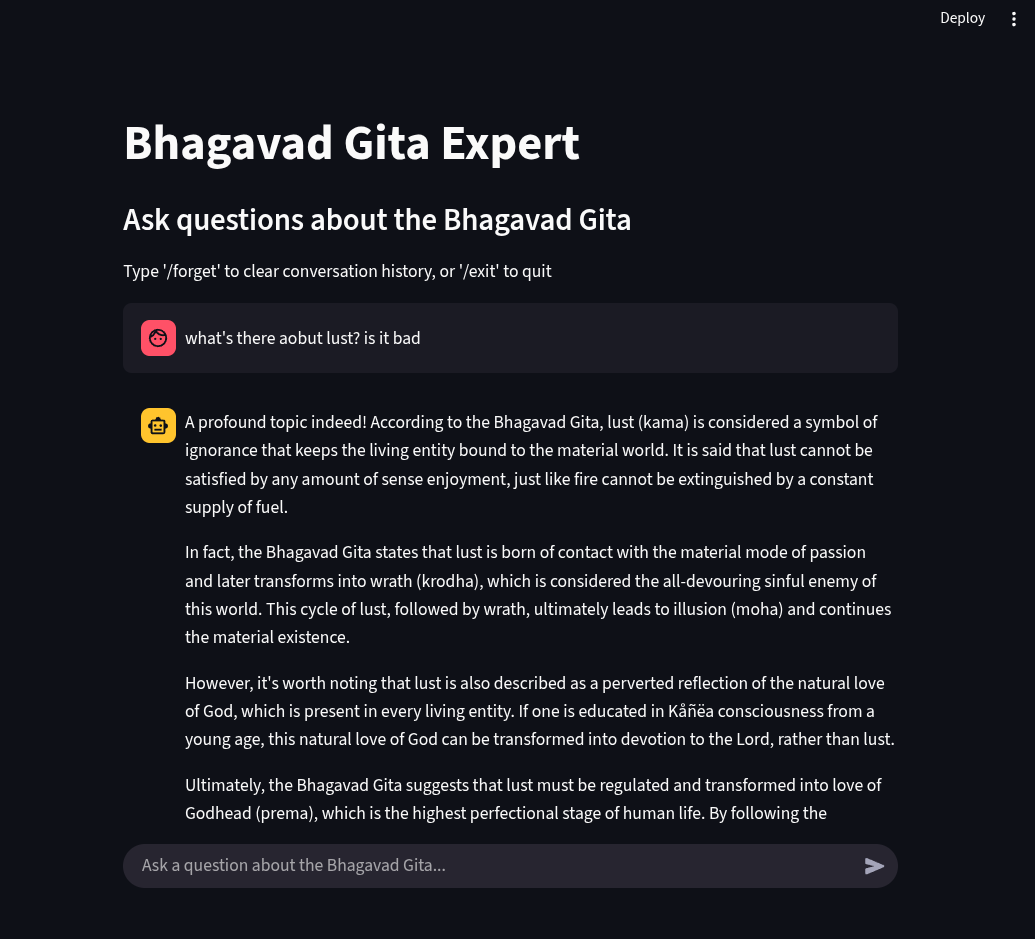 Deploy
Bhagavad Gita Expert
Ask questions about the Bhagavad Gita
Type '/forget' to clear conversation history, or '/exit' to quit
what's there aobut lust? is it bad
A profound topic indeed! According to the Bhagavad Gita, lust (kama) is considered a symbol of
ignorance that keeps the living entity bound to the material world. It is said that lust cannot be
satisfied by any amount of sense enjoyment, just like fire cannot be extinguished by a constant
supply of fuel.
In fact, the Bhagavad Gita states that lust is born of contact with the material mode of passion
and later transforms into wrath (krodha), which is considered the all-devouring sinful enemy of
this world. This cycle of lust, followed by wrath, ultimately leads to illusion (moha) and continues
the material existence.
However, it's worth noting that lust is also described as a perverted reflection of the natural love
of God, which is present in every living entity. If one is educated in Kåñëa consciousness from a
young age, this natural love of God can be transformed into devotion to the Lord, rather than lust.
Ultimately, the Bhagavad Gita suggests that lust must be regulated and transformed into love of
Godhead (prema), which is the highest perfectional stage of human life. By following the
Ask a question about the Bhagavad Gita...